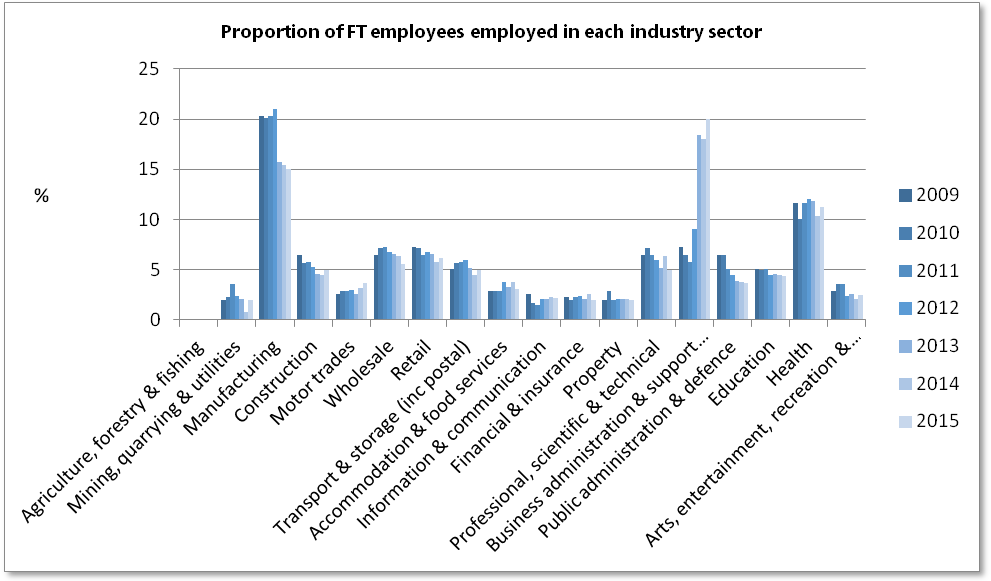 Proportion of FT employees employed in each industry sector
25
20
15
10
5
0
%
Agriculture, forestry & fishing
Mining, quarrying & utilities
Manufacturing
Construction
Motor trades
Wholesale
Retail
Transport & storage (inc postal)
Accommodation & food services
Information & communication
Financial & insurance
Property
Professional, scientific & technical
Business administration & support...
Public administration & defence
Education
Health
Arts, entertainment, recreation &...
2009
2010
2011
2012
2013
2014
2015